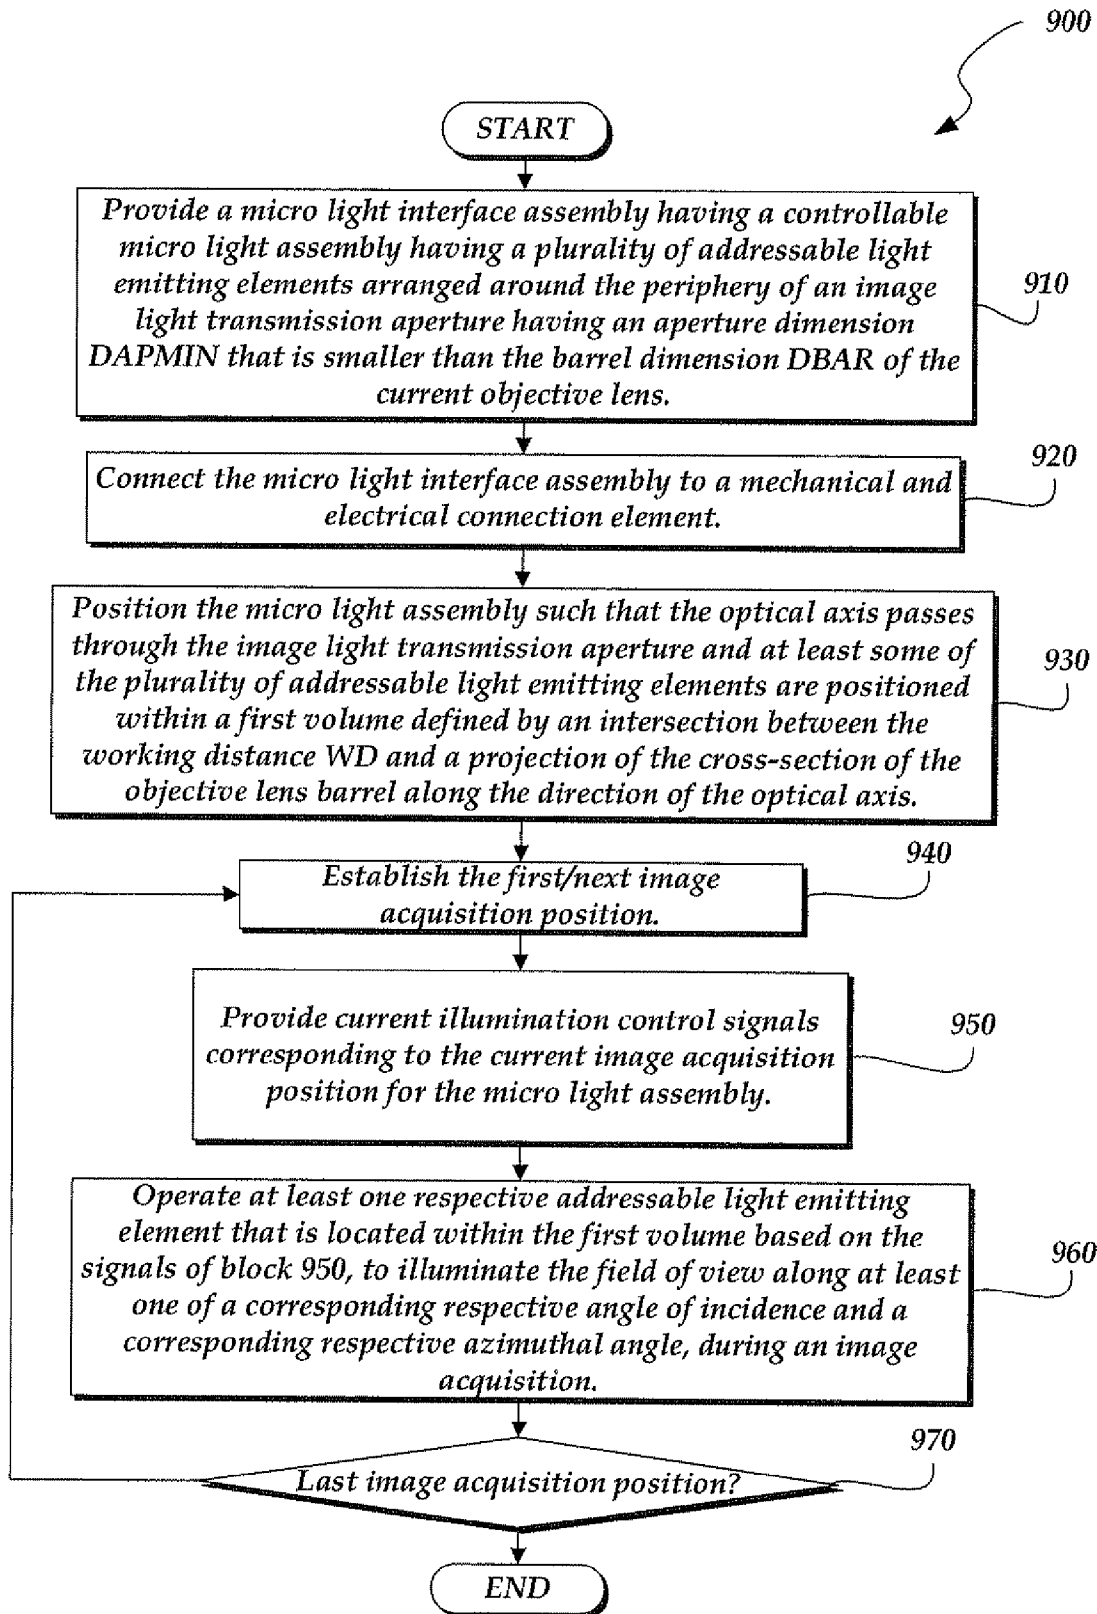 900
START
Provide a micro light interface assembly having a controllable
micro light assembly having a plurality of addressable light
emitting elements arranged around the periphery of an image
light transmission aperture having an aperture dimension
DAPMIN that is smaller than the barrel dimension DBAR of the
current objective lens.
910
Connect the micro light interface assembly to a mechanical and
electrical connection element.
920
Position the micro light assembly such that the optical axis passes
through the image light transmission aperture and at least some of
the plurality of addressable light emitting elements are positioned
within a first volume defined by an intersection between the
working distance WD and a projection of the cross-section of the
objective lens barrel along the direction of the optical axis.
930
Establish the first/next image
acquisition position.
940
Provide current illumination control signals
corresponding to the current image acquisition
position for the micro light assembly.
950
Operate at least one respective addressable light emitting
element that is located within the first volume based on the
signals of block 950, to illuminate the field of view along at least
one of a corresponding respective angle of incidence and a
corresponding respective azimuthal angle, during an image
acquisition.
960
Last image acquisition position?
970
END